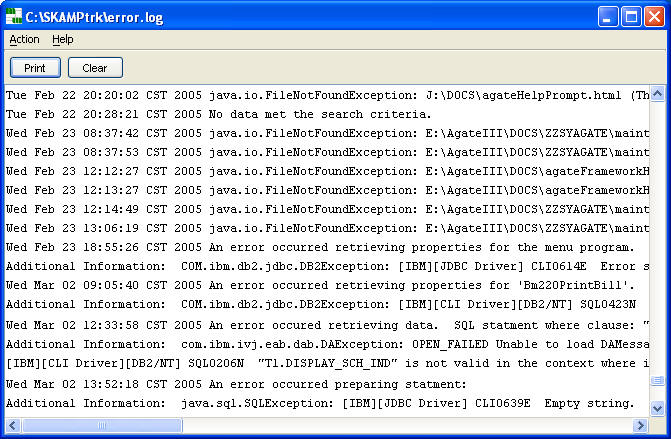 C:\SKAMPtrk\error.log
Action Help
Print Clear
Tue Feb 22 20:20:02 CST 2005 java.io.FileNotFoundException: J:\DOCS\agateHelpPrompt.html (Th
Tue Feb 22 20:28:21 CST 2005 No data met the search criteria.
Wed Feb 23 08:37:42 CST 2005 java.io.FileNotFoundException: E:\AgateIII\DOCS\ZZSYAGATE\maint
Wed Feb 23 08:37:53 CST 2005 java.io.FileNotFoundException: E:\AgateIII\DOCS\ZZSYAGATE\maint
Wed Feb 23 12:12:27 CST 2005 java.io.FileNotFoundException: E:\AgateIII\DOCS\agateFrameworkH
Wed Feb 23 12:13:27 CST 2005 java.io.FileNotFoundException: E:\AgateIII\DOCS\agateFrameworkH
Wed Feb 23 12:14:49 CST 2005 java.io.FileNotFoundException: E:\AgateIII\DOCS\ZZSYAGATE\maint
Wed Feb 23 13:06:19 CST 2005 java.io.FileNotFoundException: E:\AgateIII\DOCS\ZZSYAGATE\maint
Wed Feb 23 18:55:26 CST 2005 An error occurred retrieving properties for the menu program.
Additional Information: COM.ibm.db2.jdbc.DB2Exception: [IBM][JDBC Driver] CLI0614E Error s
Wed Mar 02 09:05:40 CST 2005 An error occurred retrieving properties for 'Bm220PrintBill'.
Additional Information: COM.ibm.db2.jdbc.DB2Exception: [IBM][CLI Driver][DB2/NT] SQL0423N
Wed Mar 02 12:33:58 CST 2005 An error occured retrieving data. SQL statment where clause: "
Additional Information: com.ibm.ivj.eab.dab.DAException: OPEN_FAILED Unable to load DAMessa
[IBM][CLI Driver][DB2/NT] SQL0206N "T1.DISPLAY_SCH_IND" is not valid in the context where i
Wed Mar 02 13:52:18 CST 2005 An error occurred preparing statment:
Additional Information: java.sql.SQLException: [IBM][JDBC Driver] CLI0639E Empty string.